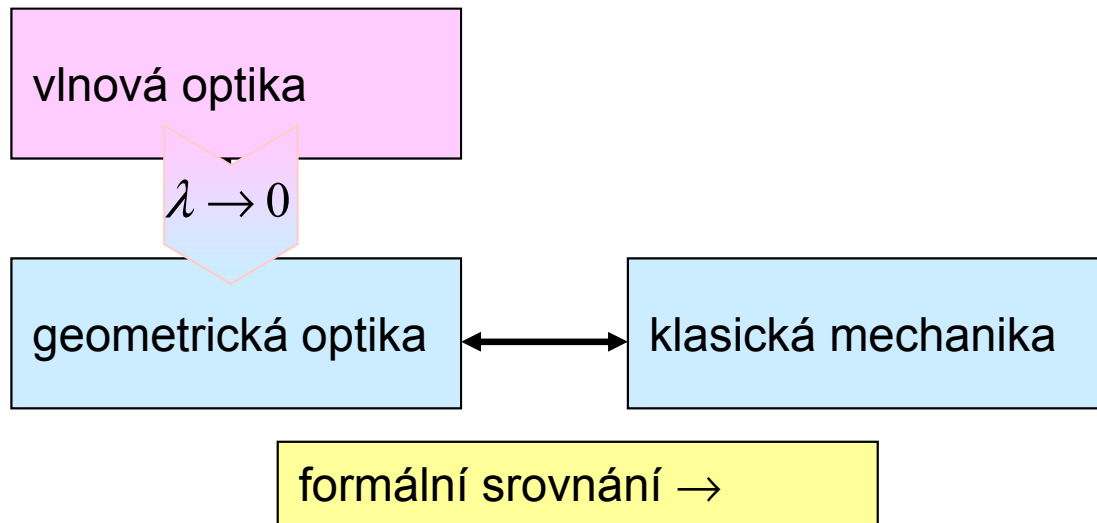 vlnová optika
λ → 0
geometrická optika
klasická mechanika
formální srovnání →